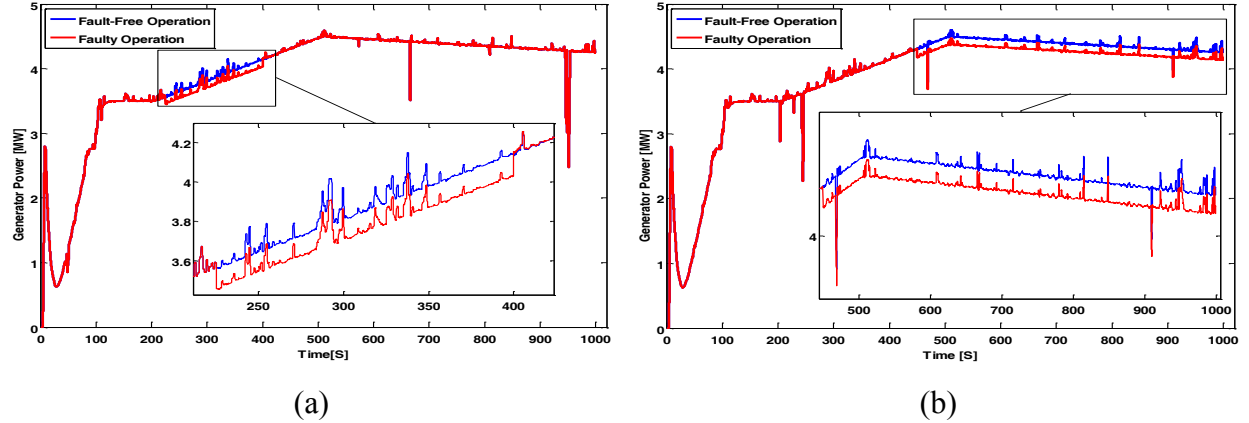 Fault-Free Operation
Faulty Operation
Generator Power [MW]
5
4
3
2
1
0
4.2
4
3.8
3.6
250 300 350 400
0 100 200 300 400 500 600 700 800 900 1000
Time[S]
(a)
Fault-Free Operation
Faulty Operation
Generator Power [MW]
5
4
3
2
1
0
4
500 600 700 800 900 1000
0 100 200 300 400 500 600 700 800 900 1000
Time [S]
(b)